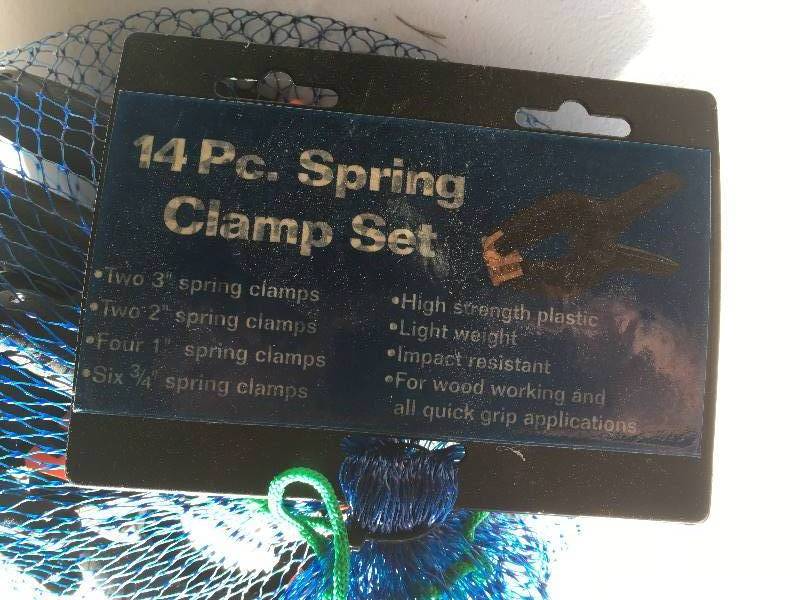 14 Pc. Spring
Clamp Set
•Two 3" spring clamps
•Two 2" spring clamps
•Four 1" spring clamps
•Six ¾" spring clamps
•High strength plastic
•Light weight
•Impact resistant
•For wood working and
all quick grip applications